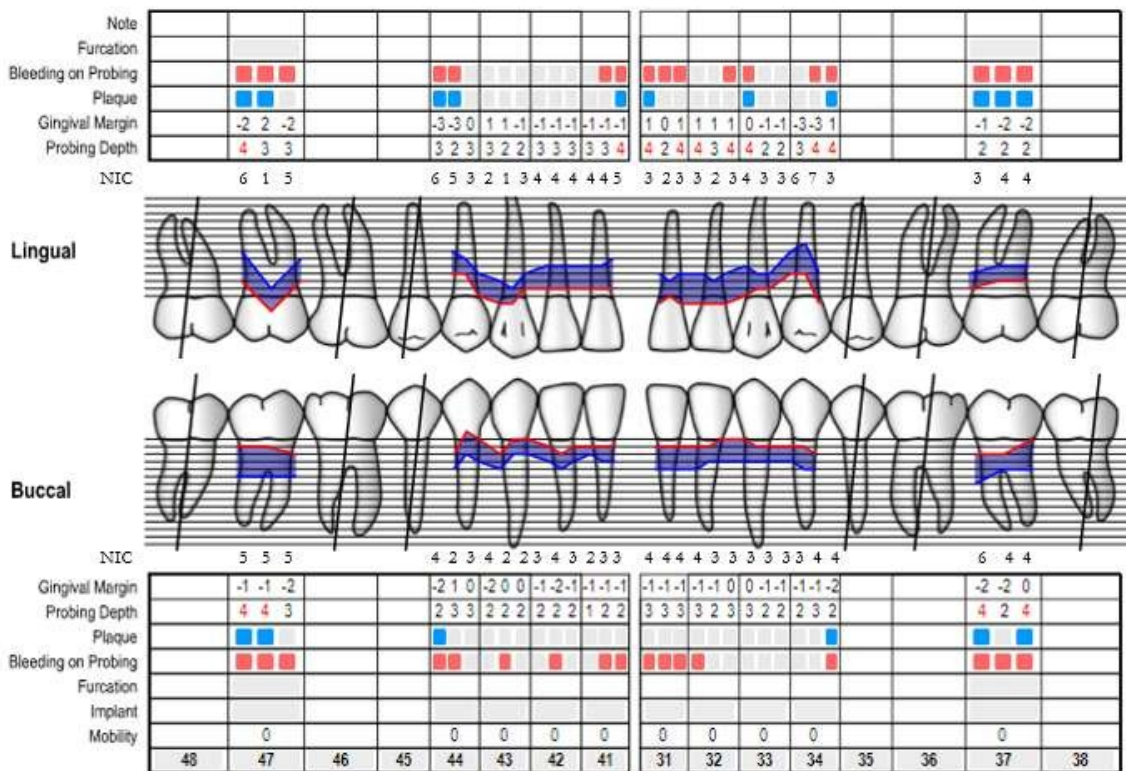 Note
Furcation
Bleeding on Probing
Plaque
Gingival Margin -2 2 -2 -3 -3 0 1 1 -1 -1 -1 -1 -1 -1 -1 1 0 1 1 1 1 0 -1 -1 -3 -3 1 -1 -2 -2
Probing Depth 4 3 3 3 2 3 3 2 2 3 3 3 3 3 4 4 2 4 4 3 4 4 2 2 3 4 4 2 2 2
NIC 6 1 5 6 5 3 2 1 3 4 4 4 4 4 5 3 2 3 3 2 3 4 3 3 6 7 3 3 4 4
Lingual
Buccal
NIC 5 5 5 4 2 3 4 2 2 3 4 3 2 3 3 4 4 4 4 3 3 3 3 3 3 4 4 6 4 4
Gingival Margin -1 -1 -2 -2 1 0 -2 0 0 -1 -2 -1 -1 -1 -1 -1 -1 -1 -1 -1 0 0 -1 -1 -1 -1 -2 -2 -2 0
Probing Depth 4 4 3 2 3 3 2 2 2 2 2 2 1 2 2 3 3 3 3 2 3 3 2 2 2 3 2 4 2 4
Plaque
Bleeding on Probing
Furcation
Implant
Mobility 0 0 0 0 0 0 0 0 0 0
48 47 46 45 44 43 42 41 31 32 33 34 35 36 37 38